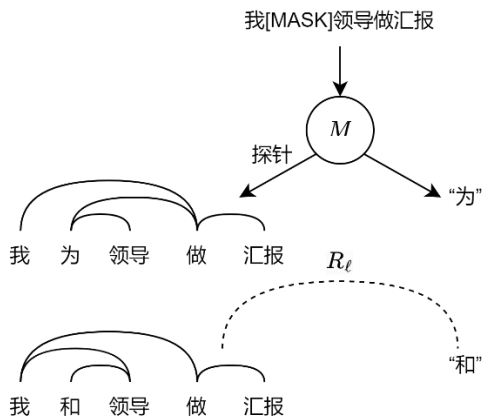 我[MASK]领导做汇报
M
探针
“为”
我 为 领导 做 汇报
Rℓ
“和”
我 和 领导 做 汇报